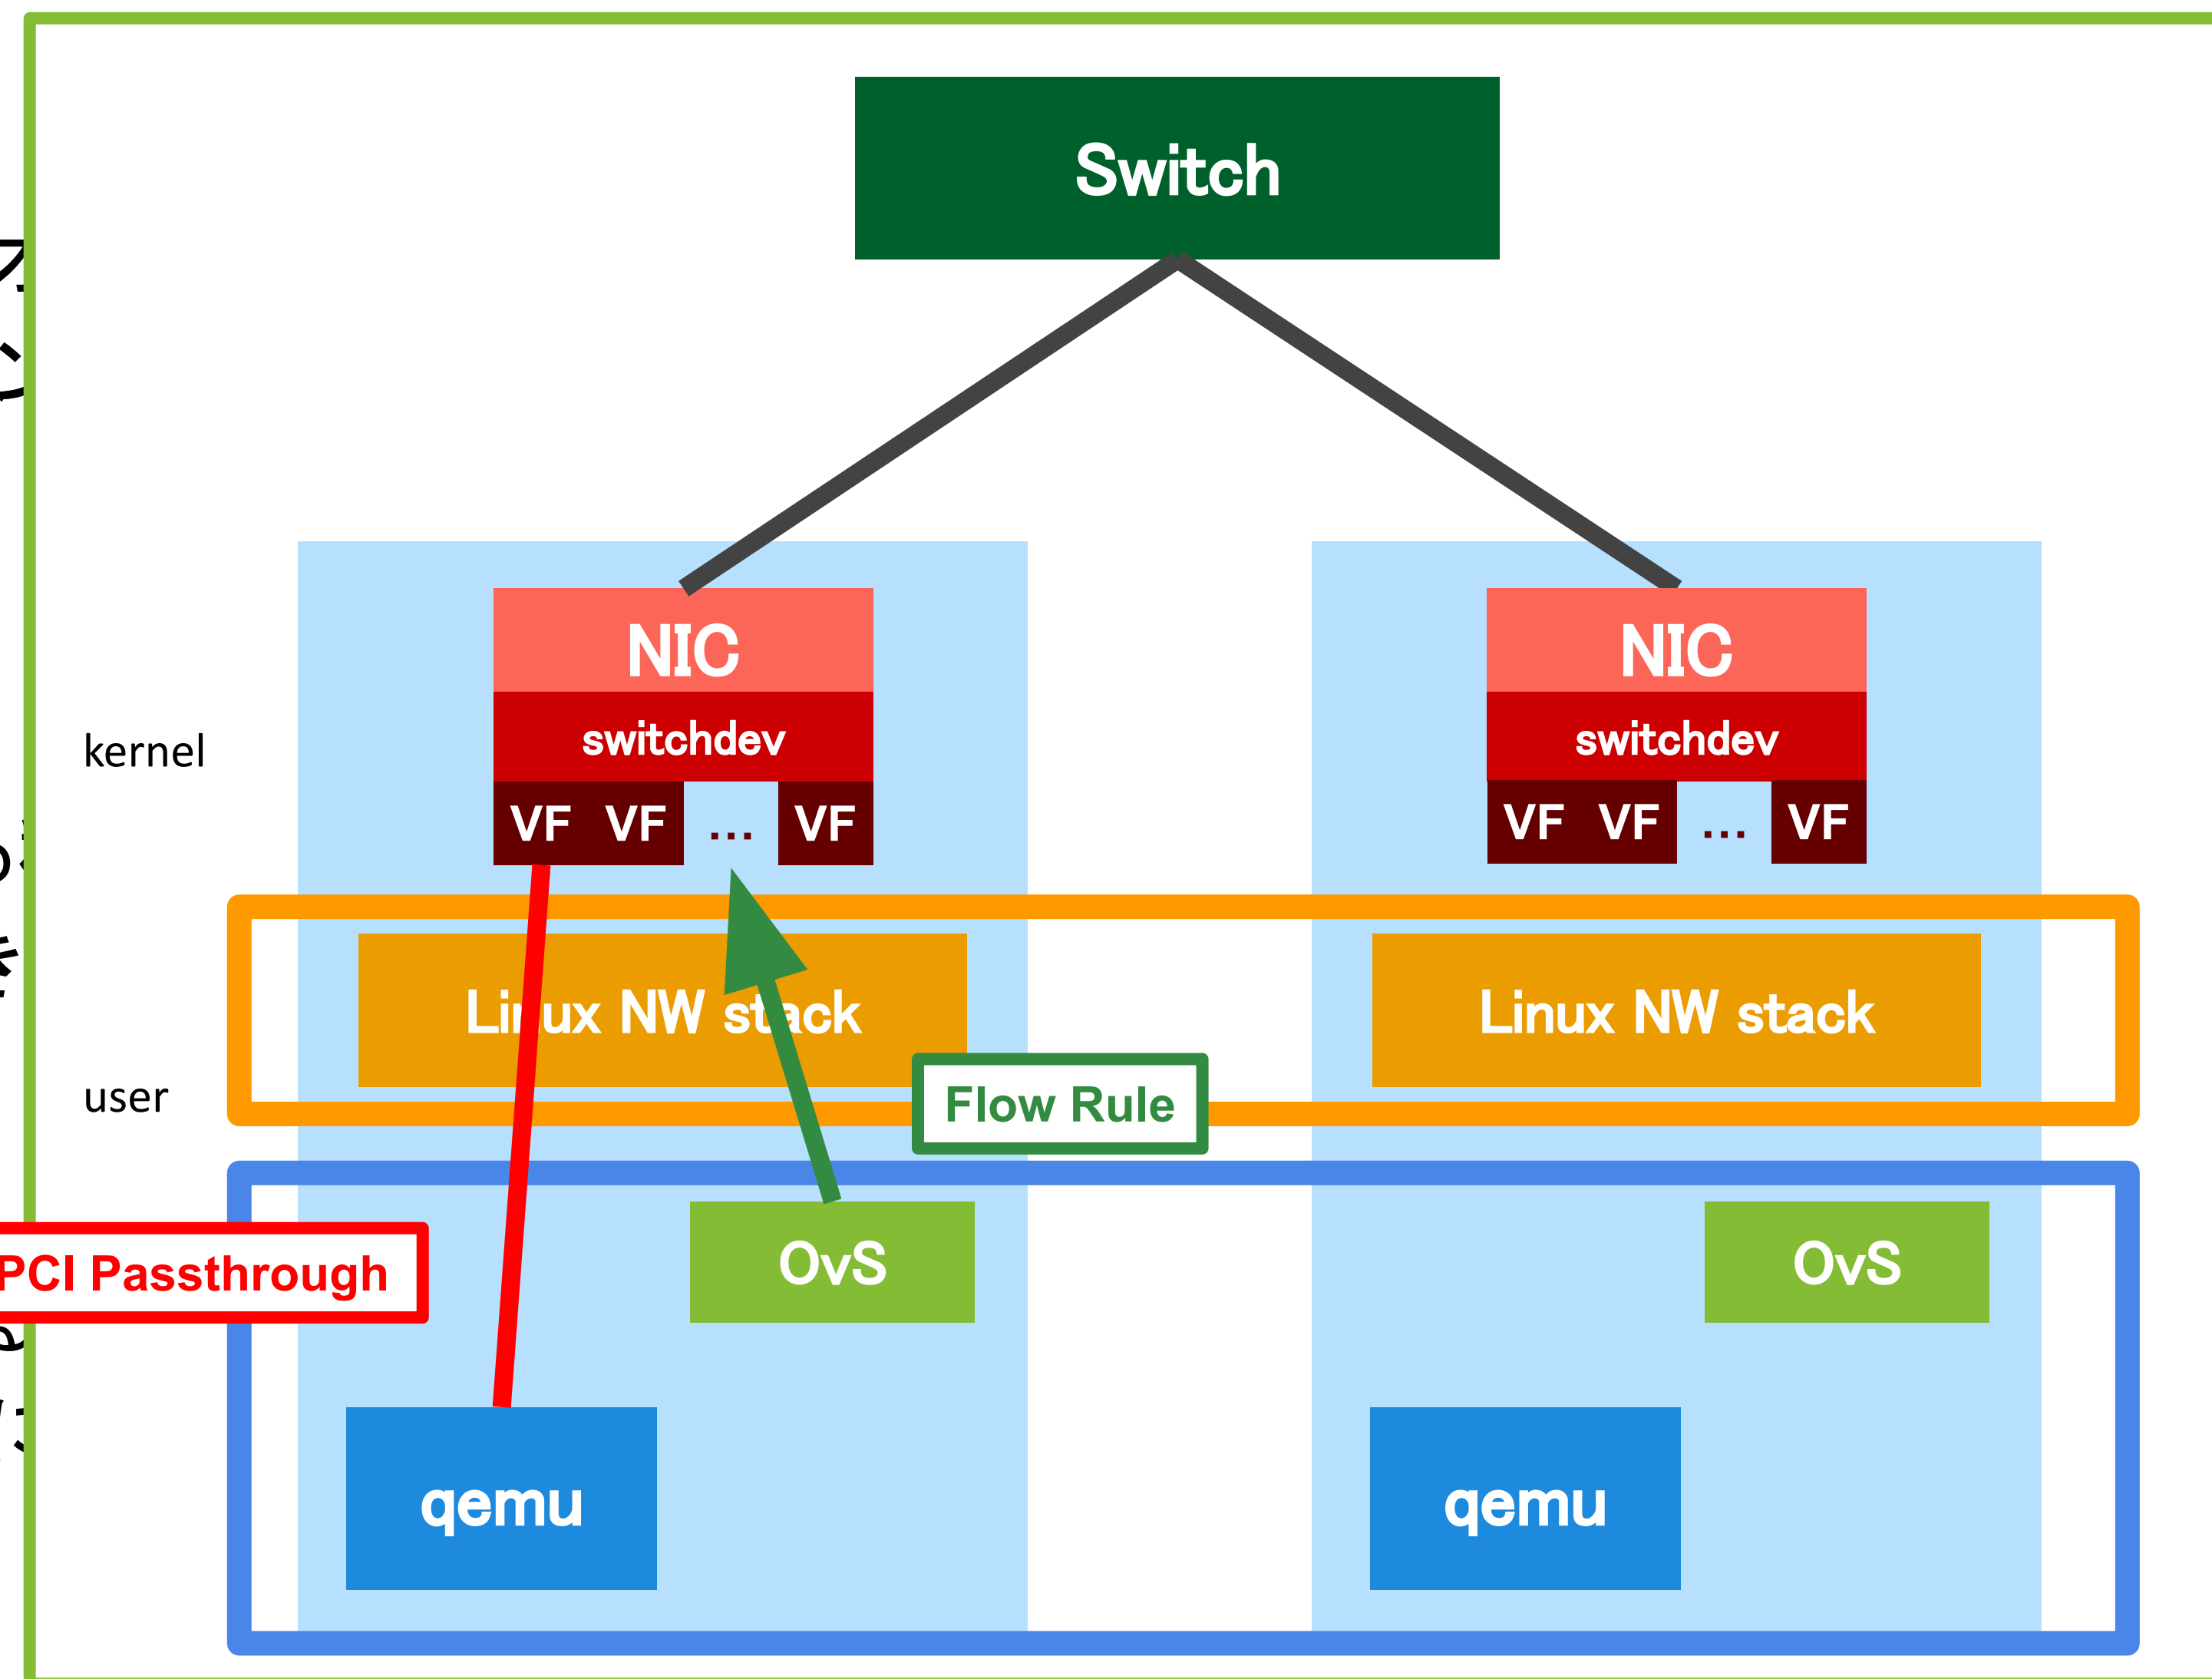 Switch
NIC
NIC
switchdev
switchdev
kernel
VF VF ... VF
VF VF ... VF
Linux NW stack
Linux NW stack
user
Flow Rule
OvS
OvS
PCI Passthrough
qemu
qemu